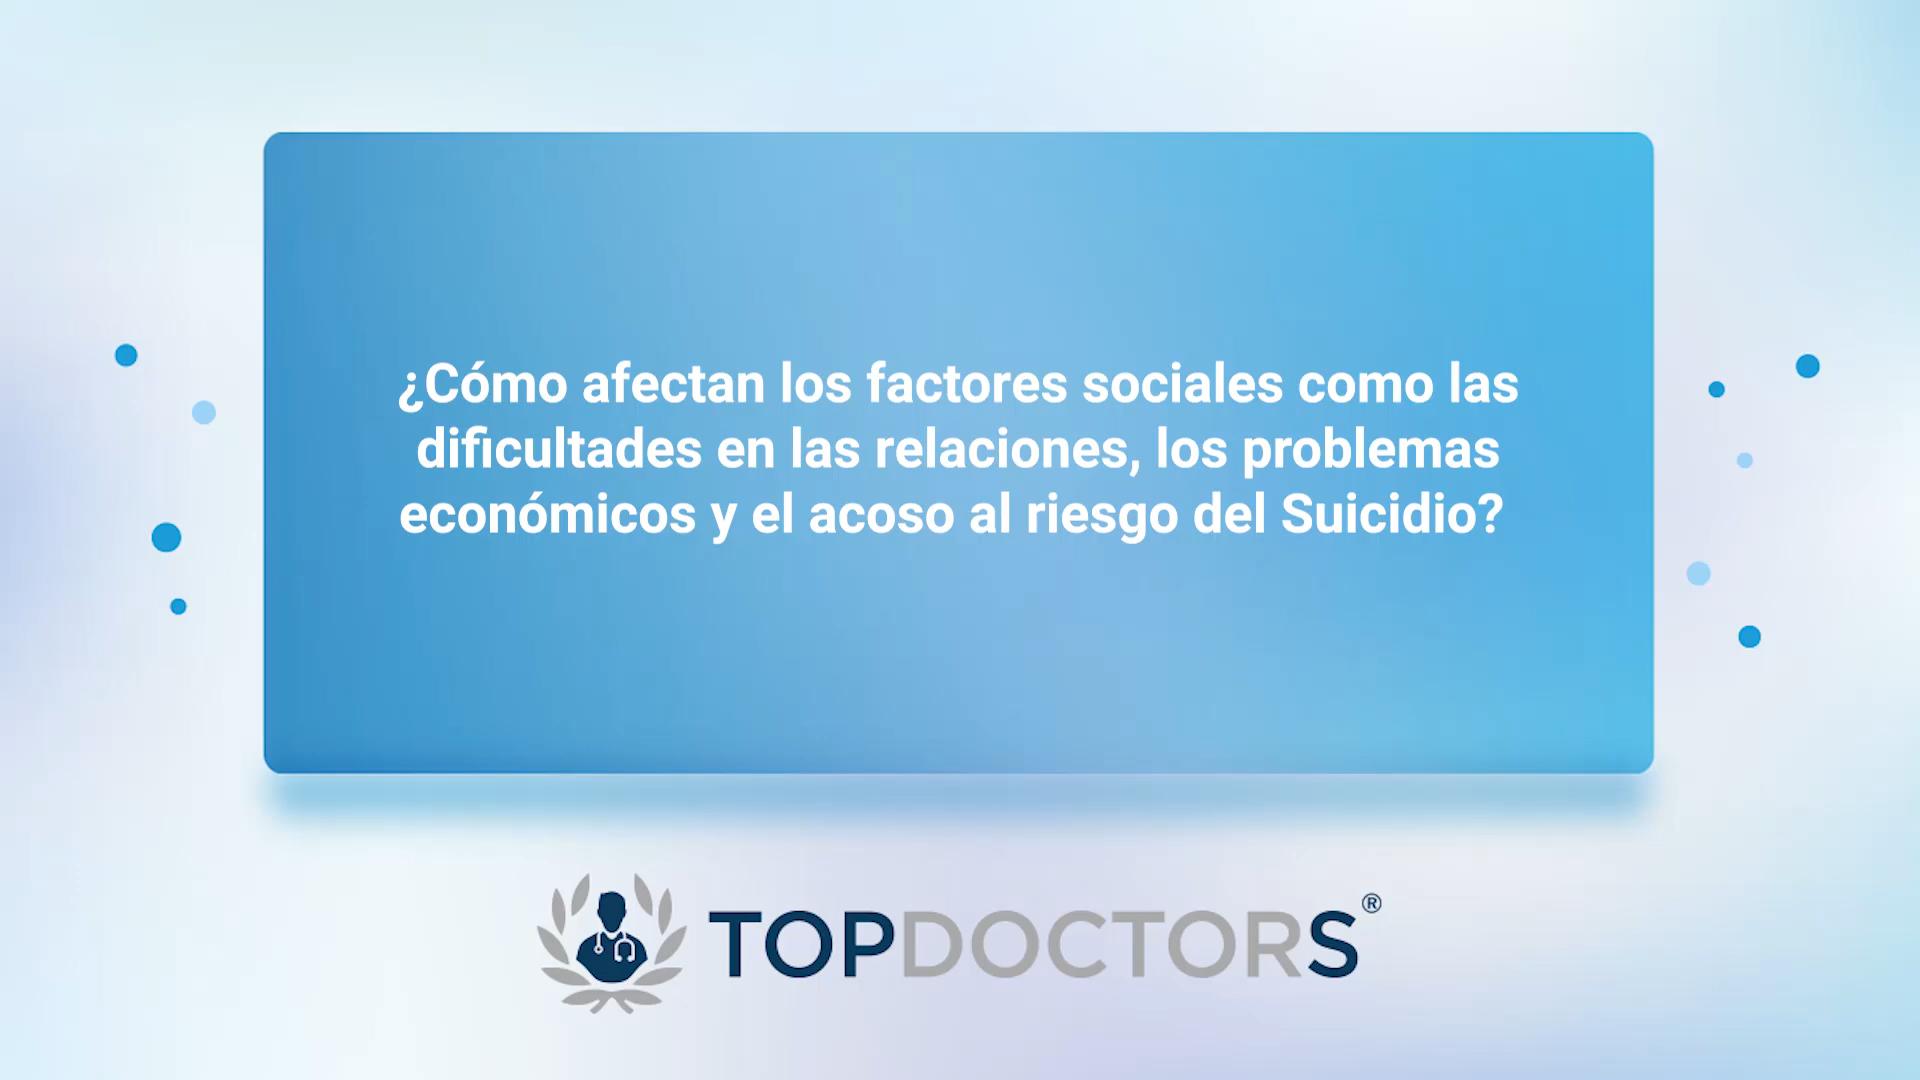 ¿Cómo afectan los factores sociales como las
dificultades en las relaciones, los problemas
económicos y el acoso al riesgo del Suicidio?
TOPDOCTORS®